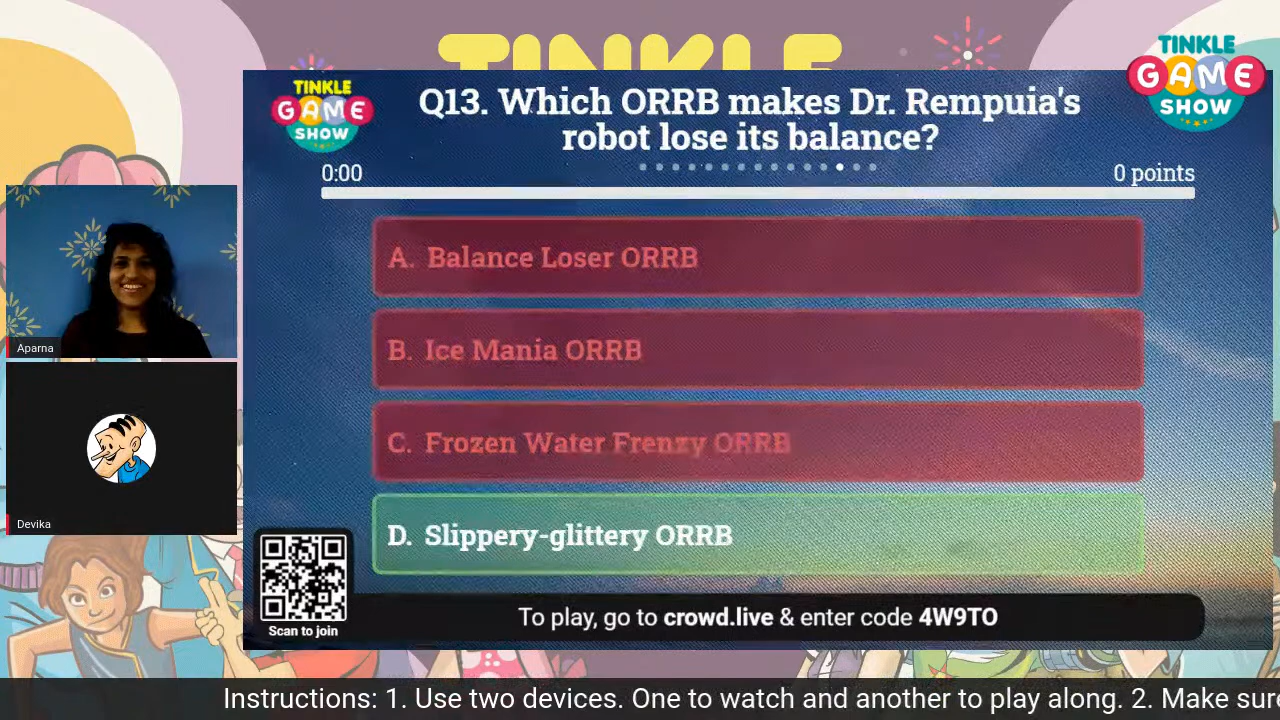 TINKLE
TINKLE
GAME
SHOW
TINKLE
GAME
SHOW
Q13. Which ORRB makes Dr. Rempuia's
robot lose its balance?
0:00
0 points
A. Balance Loser ORRB
B. Ice Mania ORRB
C. Frozen Water Frenzy ORRB
D. Slippery-glittery ORRB
Aparna
Devika
Scan to join
To play, go to crowd.live & enter code 4W9TO
Instructions: 1. Use two devices. One to watch and another to play along. 2. Make sure